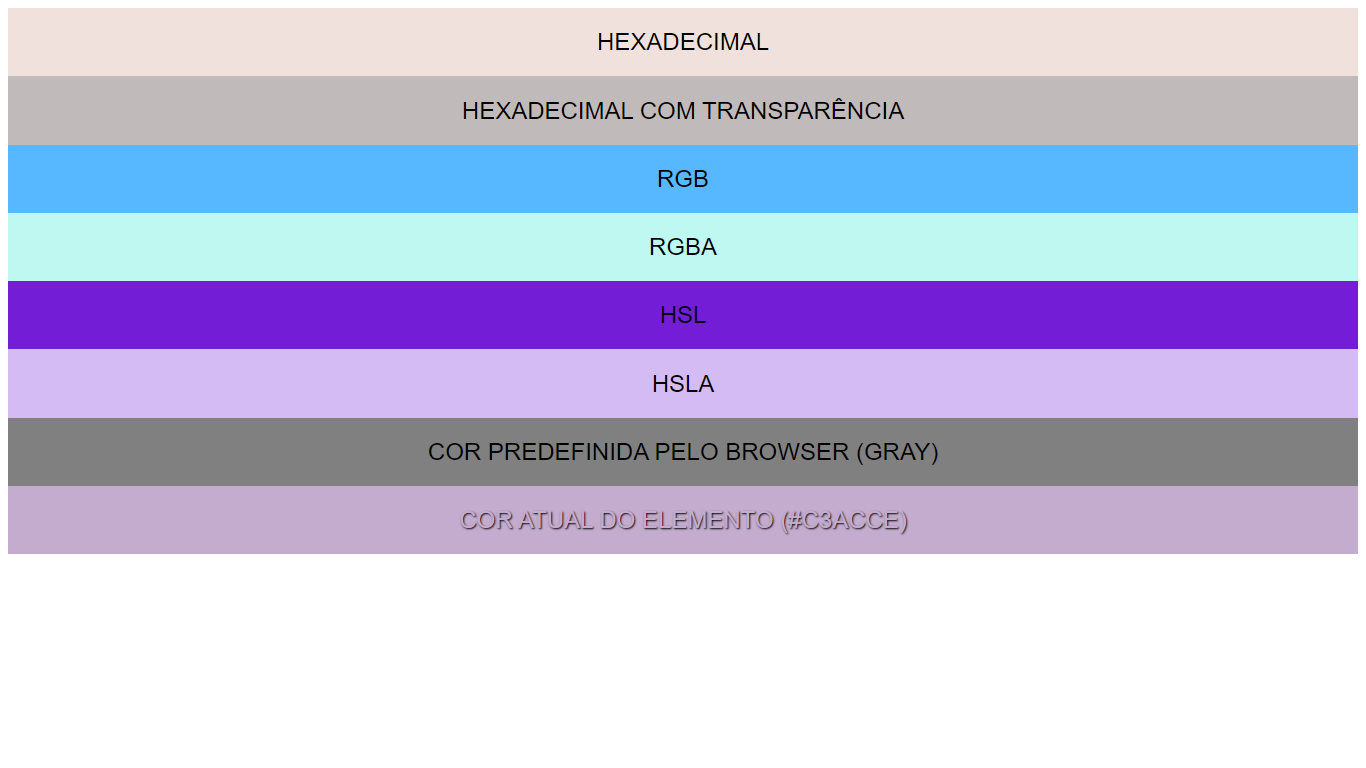 HEXADECIMAL
HEXADECIMAL COM TRANSPARÊNCIA
RGB
RGBA
HSL
HSLA
COR PREDEFINIDA PELO BROWSER (GRAY)
COR ATUAL DO ELEMENTO (#C3ACCE)